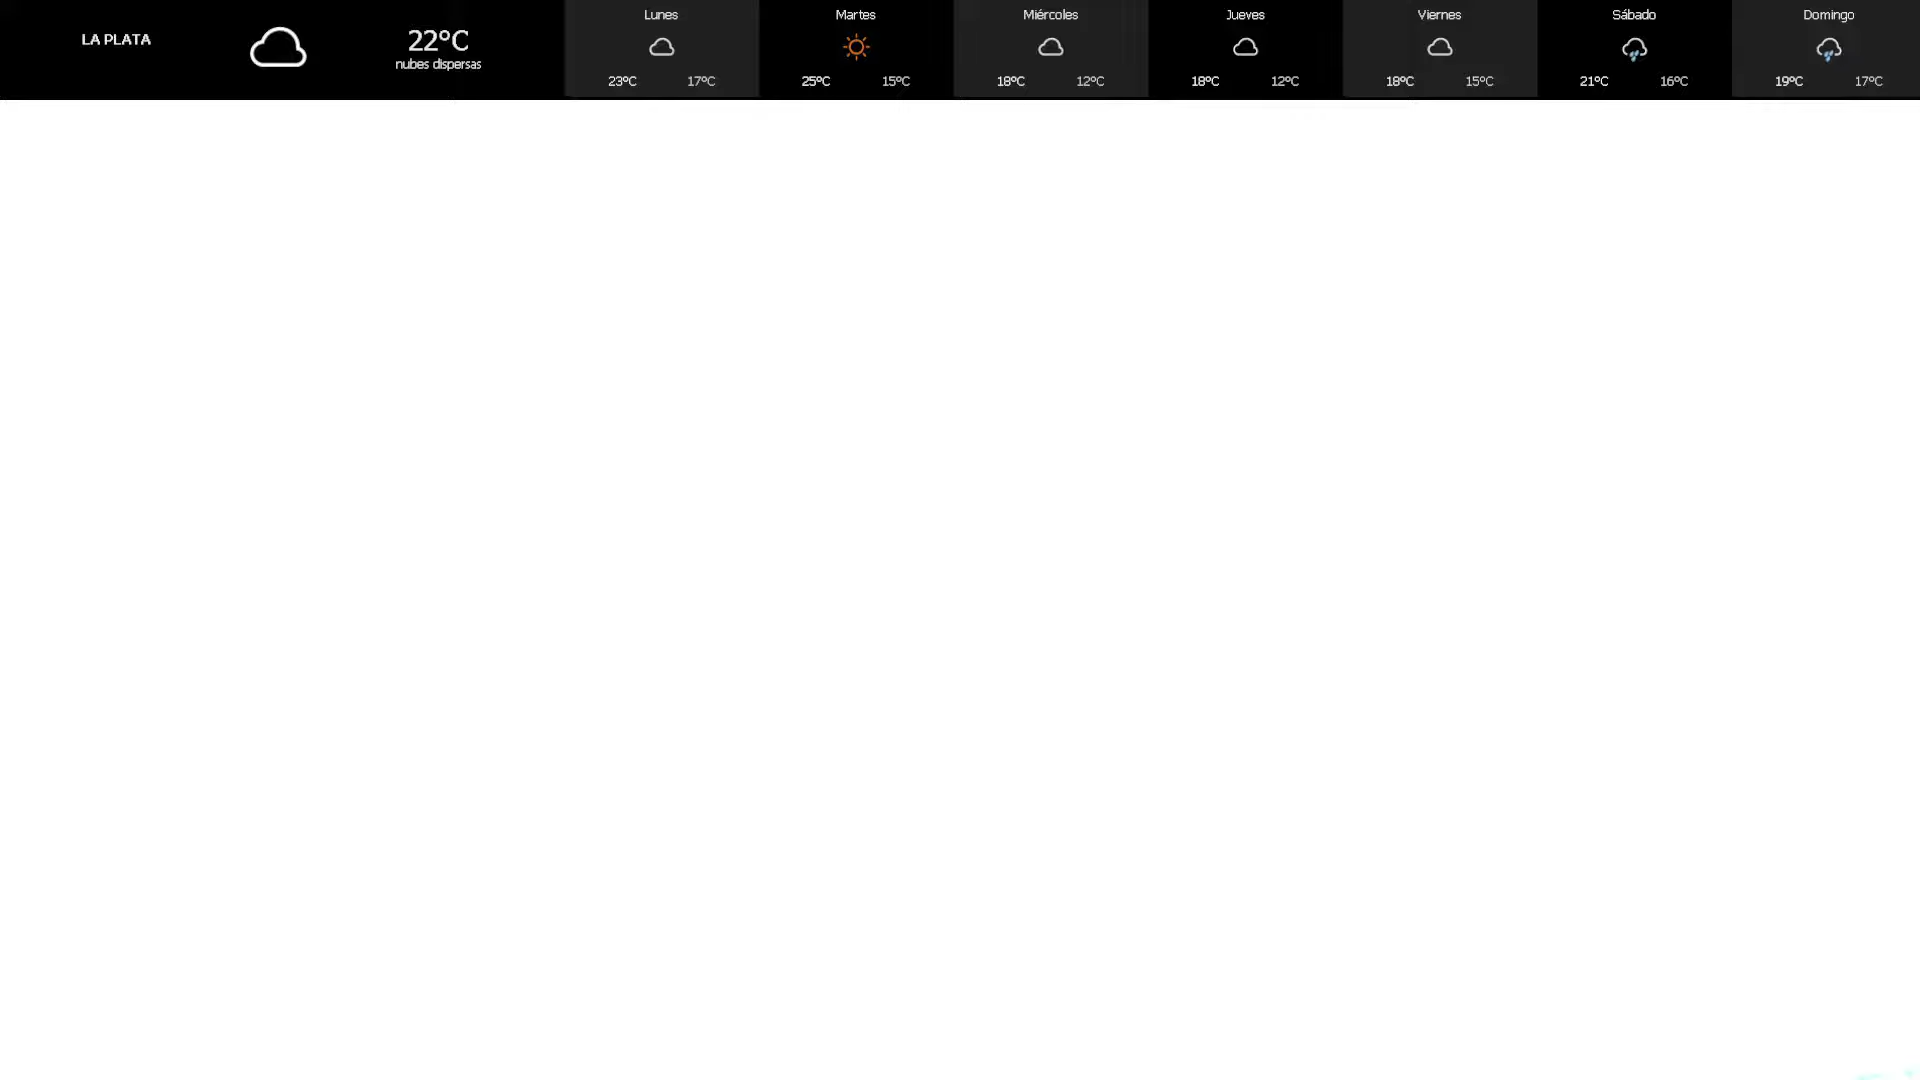 LA PLATA
22°C
nubes dispersas
Lunes
23°C 17°C
Martes
25°C 15°C
Miércoles
18°C 12°C
Jueves
18°C 12°C
Viernes
18°C 15°C
Sábado
21°C 16°C
Domingo
19°C 17°C